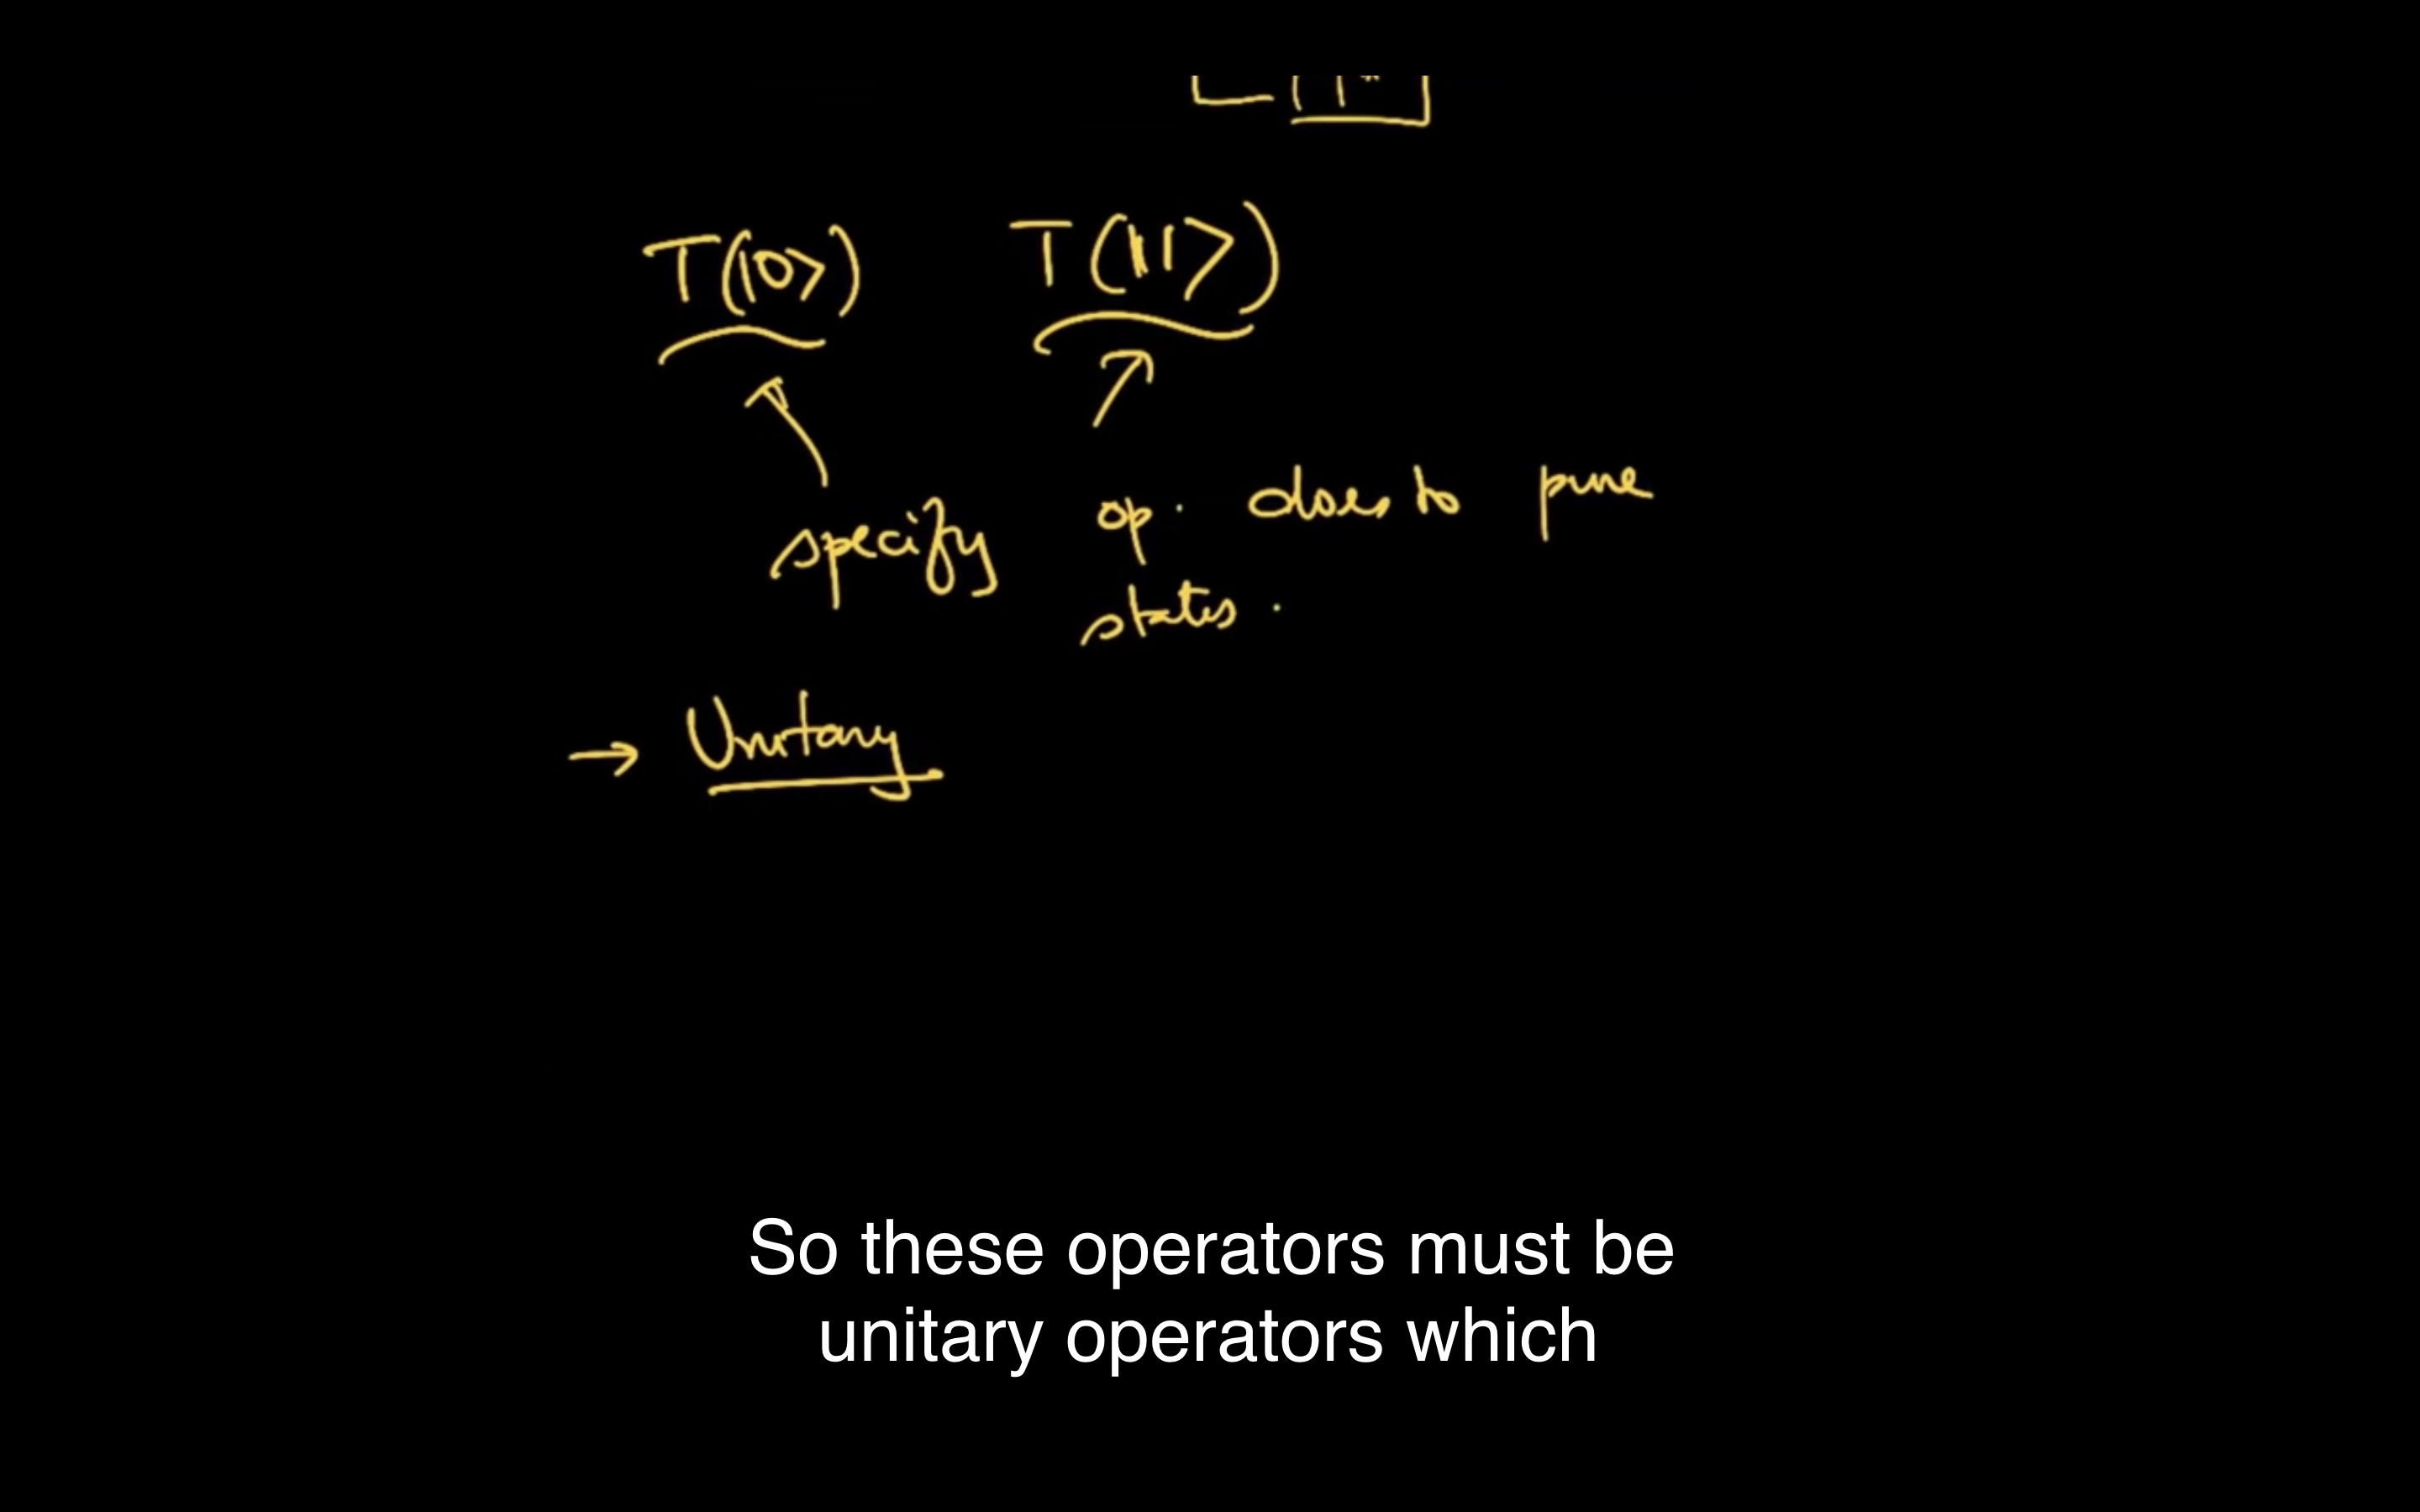 T(|0>) T(|1>)
specify op. does to pure
states.
→ Unitary
So these operators must be
unitary operators which